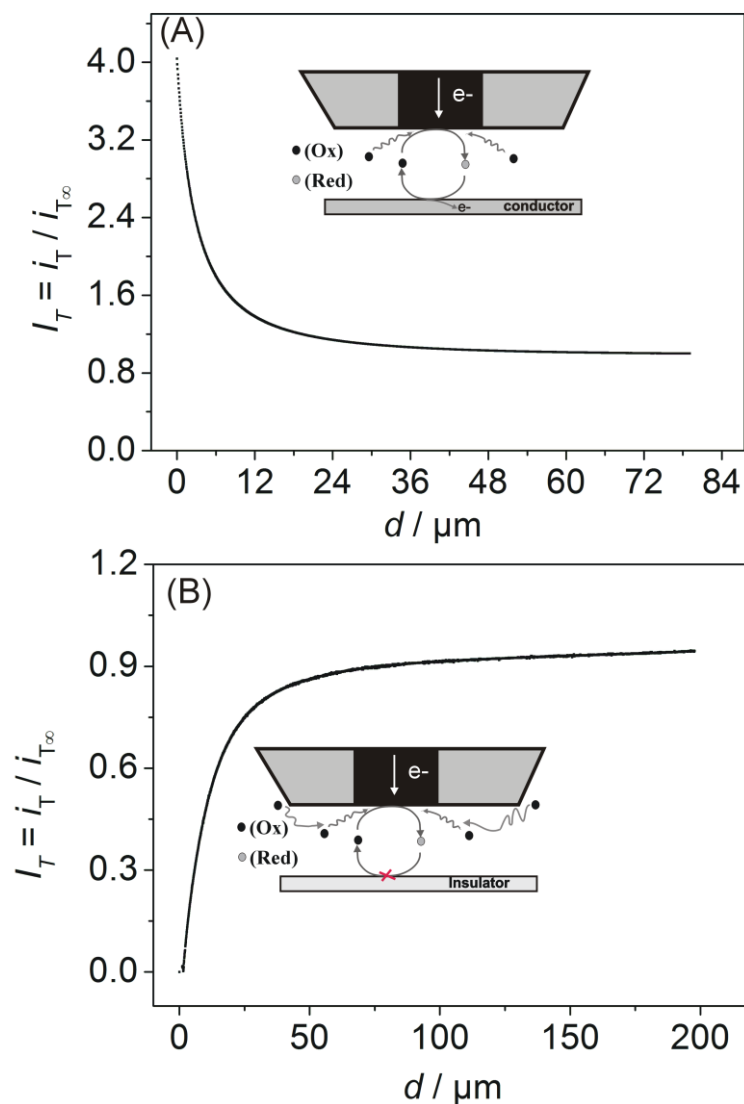 (A)
4.0
3.2
2.4
1.6
0.8
0.0
I_T = i_T / i_T∞
e-
(Ox)
(Red)
e- conductor
0 12 24 36 48 60 72 84
d / µm
(B)
1.2
0.9
0.6
0.3
0.0
I_T = i_T / i_T∞
e-
(Ox)
(Red)
Insulator
0 50 100 150 200
d / µm